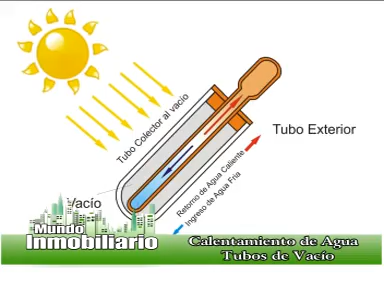 Tubo Colector al vacío
Tubo Exterior
Retorno de Agua Caliente
Ingreso de Agua Fria
Vacío
Mundo
Inmobiliario
Calentamiento de Agua
Tubos de Vacío